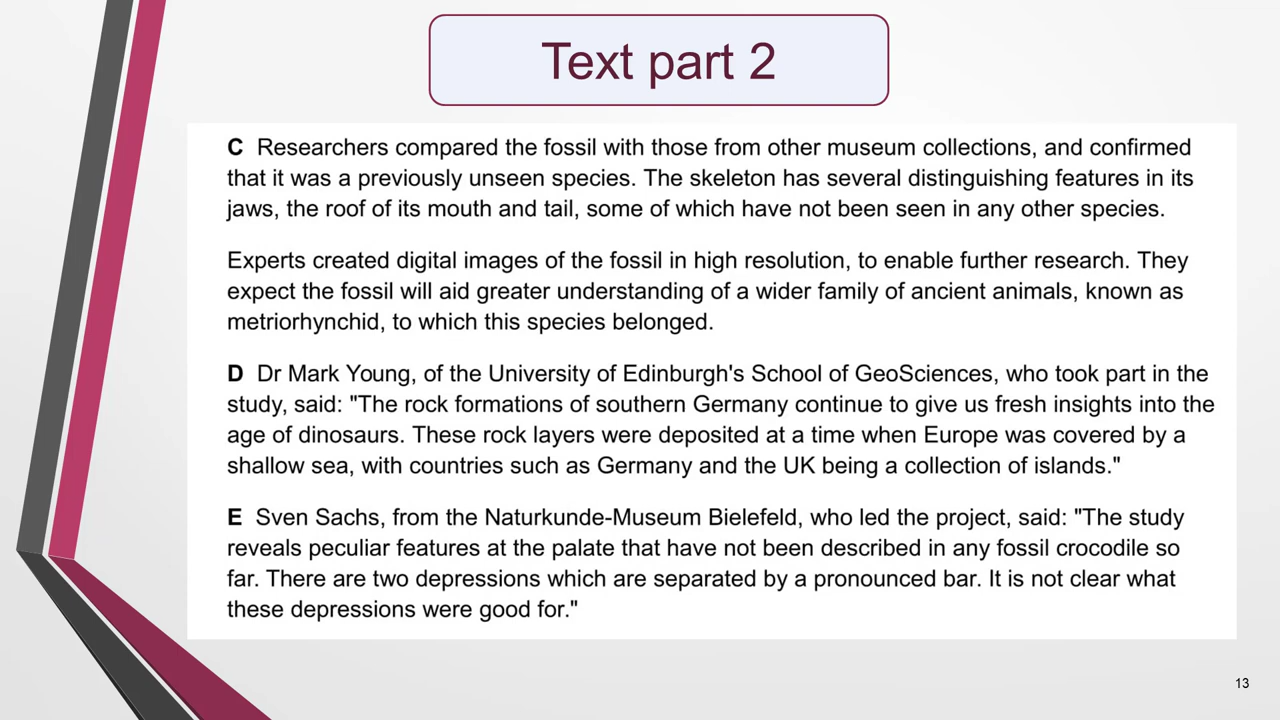 Text part 2
C Researchers compared the fossil with those from other museum collections, and confirmed
that it was a previously unseen species. The skeleton has several distinguishing features in its
jaws, the roof of its mouth and tail, some of which have not been seen in any other species.
Experts created digital images of the fossil in high resolution, to enable further research. They
expect the fossil will aid greater understanding of a wider family of ancient animals, known as
metriorhynchid, to which this species belonged.
D Dr Mark Young, of the University of Edinburgh's School of GeoSciences, who took part in the
study, said: "The rock formations of southern Germany continue to give us fresh insights into the
age of dinosaurs. These rock layers were deposited at a time when Europe was covered by a
shallow sea, with countries such as Germany and the UK being a collection of islands."
E Sven Sachs, from the Naturkunde-Museum Bielefeld, who led the project, said: "The study
reveals peculiar features at the palate that have not been described in any fossil crocodile so
far. There are two depressions which are separated by a pronounced bar. It is not clear what
these depressions were good for."
13